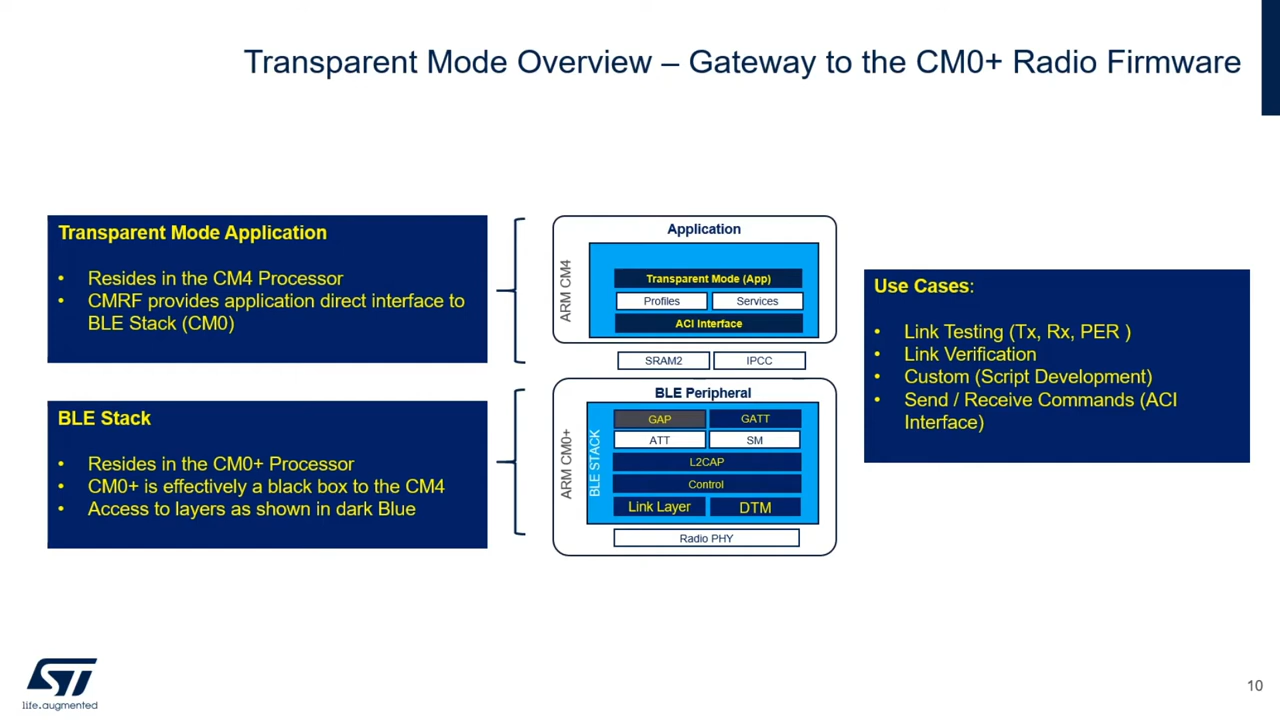 Transparent Mode Overview – Gateway to the CM0+ Radio Firmware
Transparent Mode Application
• Resides in the CM4 Processor
• CMRF provides application direct interface to
BLE Stack (CM0)
BLE Stack
• Resides in the CM0+ Processor
• CM0+ is effectively a black box to the CM4
• Access to layers as shown in dark Blue
ARM CM4
Application
Transparent Mode (App)
Profiles
Services
ACI Interface
SRAM2
IPCC
ARM CM0+
BLE Peripheral
BLE STACK
GAP
GATT
ATT
SM
L2CAP
Control
Link Layer
DTM
Radio PHY
Use Cases:
• Link Testing (Tx, Rx, PER )
• Link Verification
• Custom (Script Development)
• Send / Receive Commands (ACI
Interface)
ST
life.augmented
10